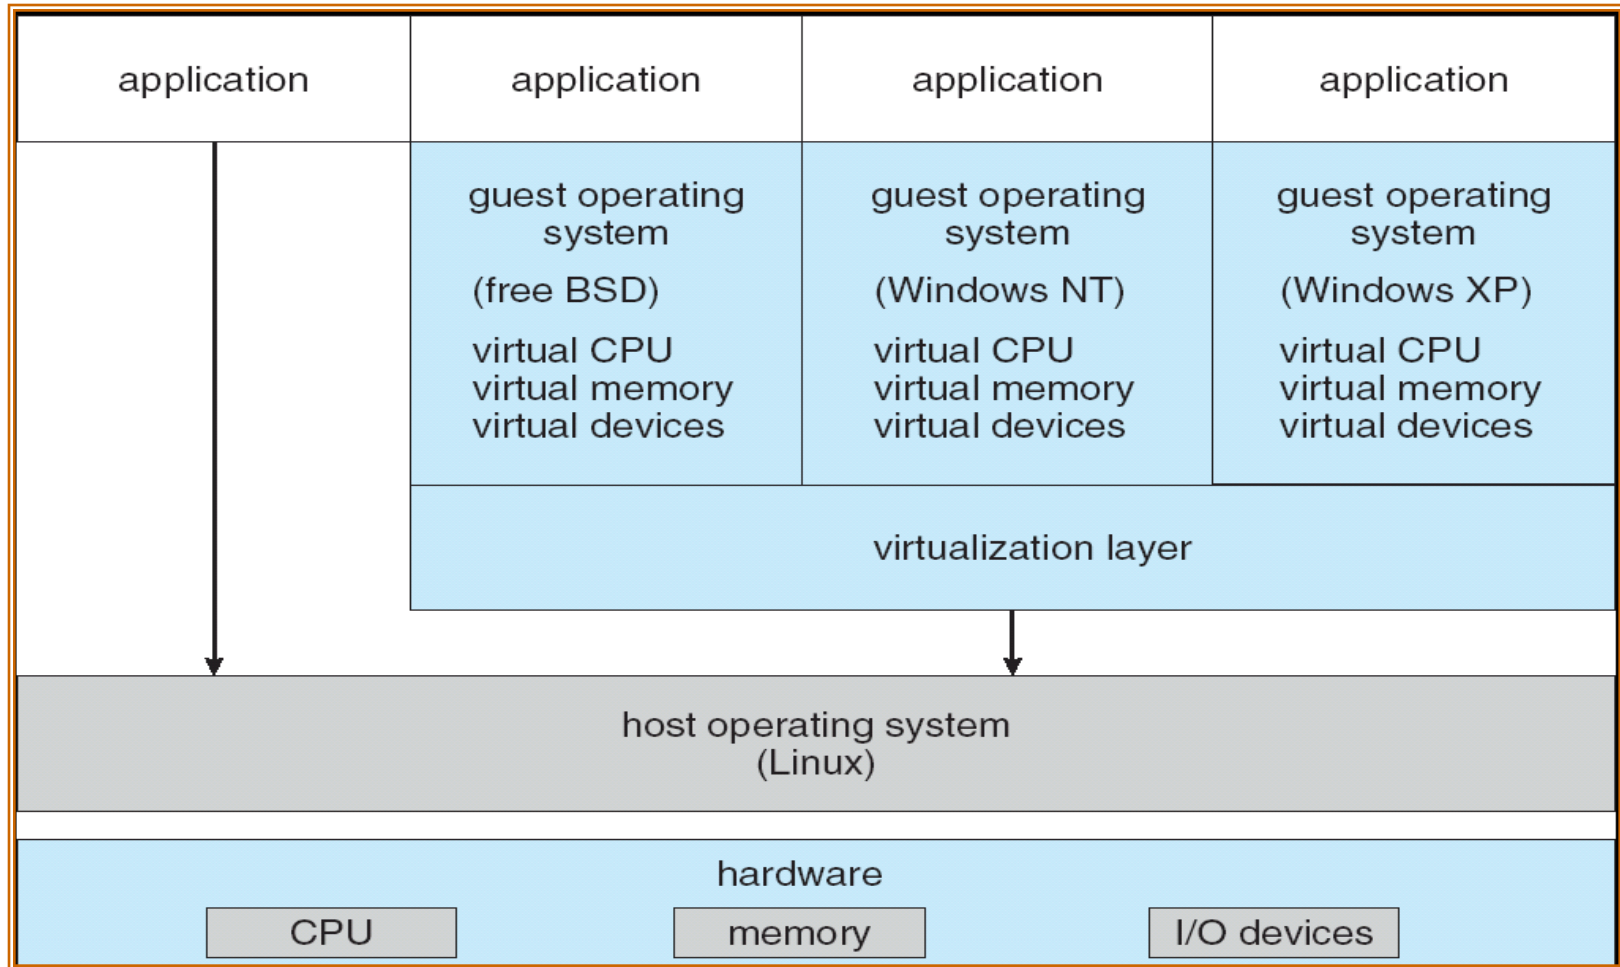 application
application
application
application
guest operating
system
(free BSD)
virtual CPU
virtual memory
virtual devices
guest operating
system
(Windows NT)
virtual CPU
virtual memory
virtual devices
guest operating
system
(Windows XP)
virtual CPU
virtual memory
virtual devices
virtualization layer
host operating system
(Linux)
hardware
CPU
memory
I/O devices